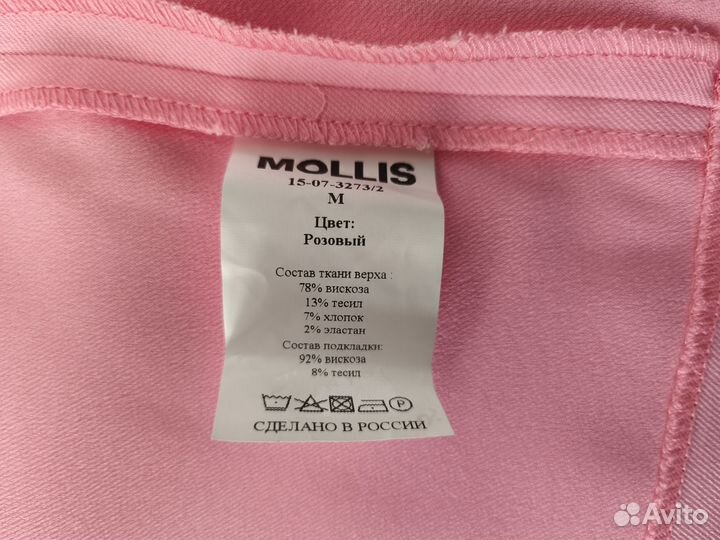 MOLLIS
15-07-3273/2
M
Цвет:
Розовый
Состав ткани верха :
78% вискоза
13% тесил
7% хлопок
2% эластан
Состав подкладки:
92% вискоза
8% тесил
P
СДЕЛАНО В РОССИИ
Avito